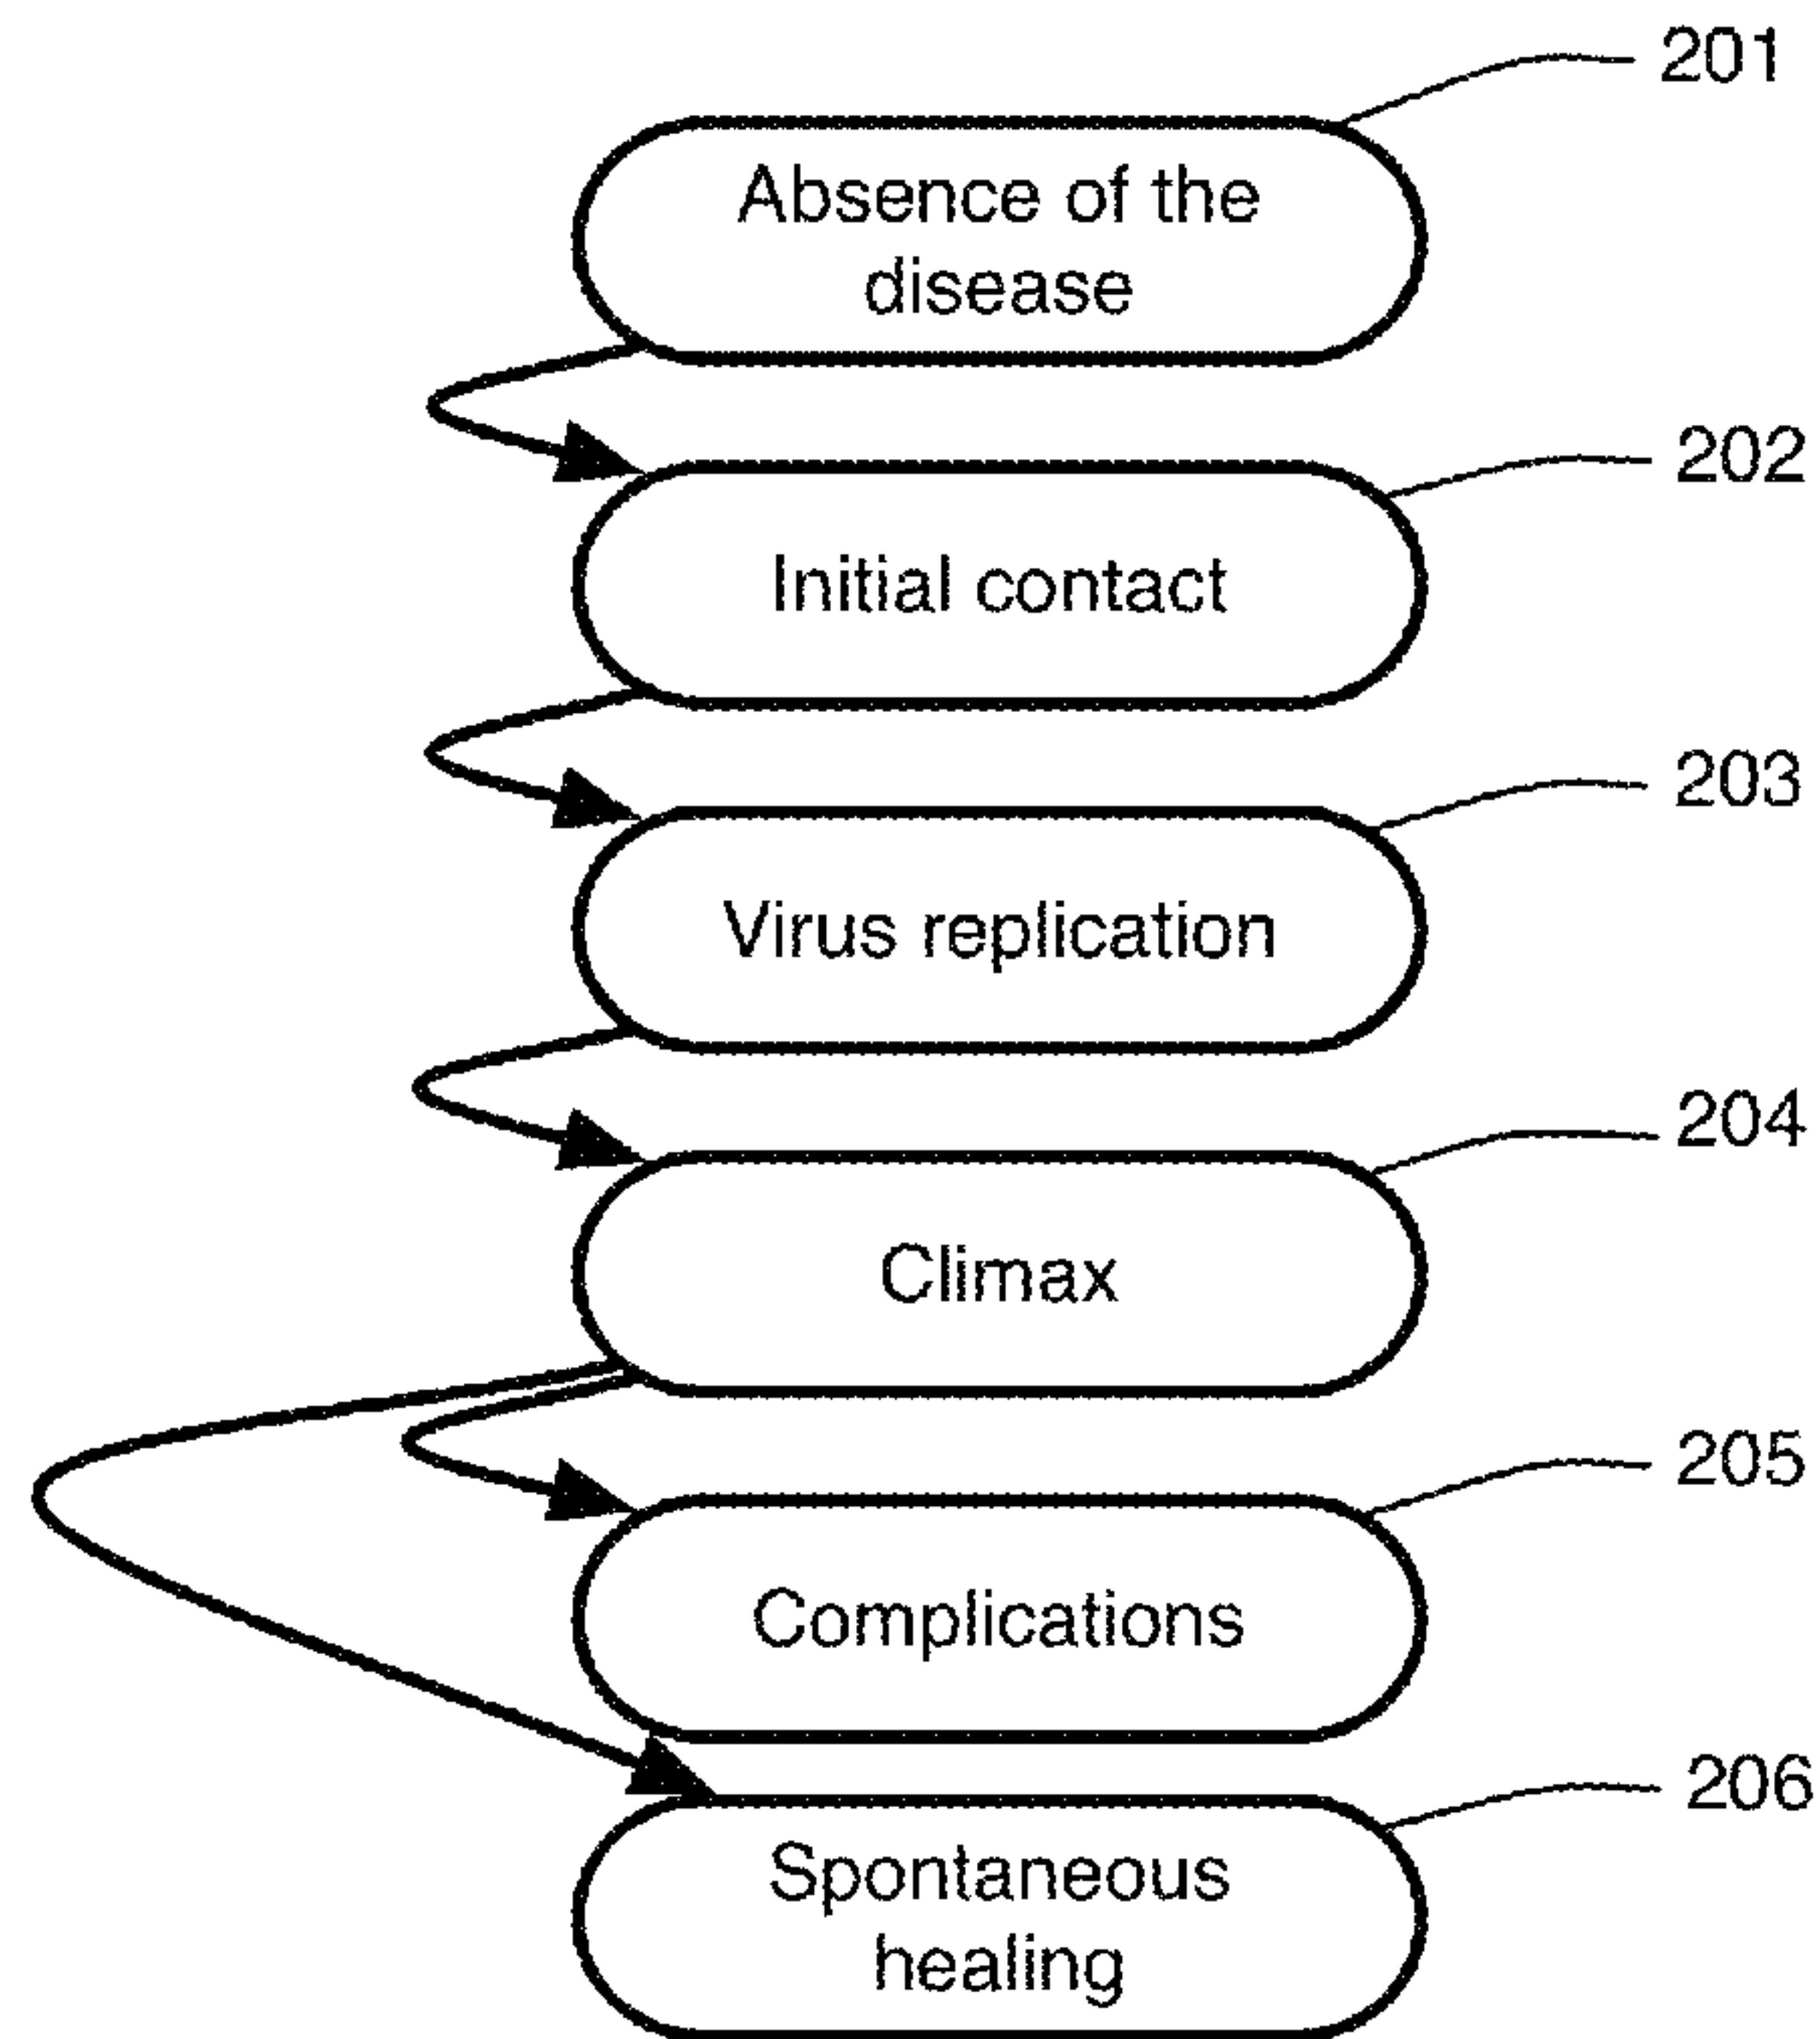 201
Absence of the
disease
202
Initial contact
203
Virus replication
204
Climax
205
Complications
206
Spontaneous
healing